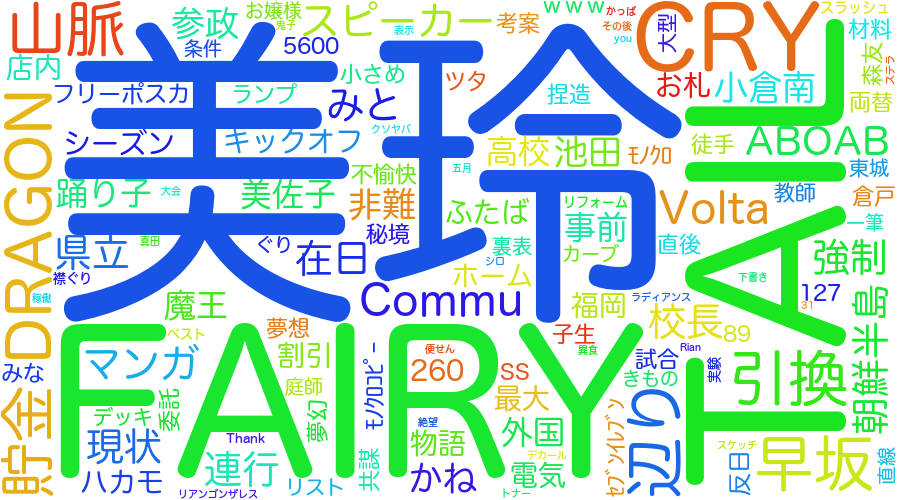 山脈
条件
参政
お嬢様
鬼子
スピーカー
表示
考案
www
かっぱ
その後
you
大型
CRY
スラッシュ
材料
森友
ステラ
店内
5600
小さめ
ツタ
捏造
お札
小倉南
両替
フリーポスカ
ランプ
みと
シーズン
キックオフ
クソヤバ
美玲
高校
池田
モノクロ
徒手
ABOAB
東城
DRAGON
踊り子
美佐子
大会
不愉快
非難
五月
リフォーム
ふたば
事前
Volta
教師
倉戸
一筆
県立
夏田
ぐり
在日
秘境
裏表
シロ
カーブ
直後
強制
襟ぐり
稼働
魔王
Commu
ホーム
福岡
ラディアンス
下書き
127
31
夢想
ベスト
子生
校長
89
朝鮮半島
みな
マンガ
割引
庭師
モノクロコピー
便せん
260
SS
異食
試合
Rian
実験
きもの
引換
FAIRY
TAIL
貯金
デッキ
委託
夢幻
絶望
最大
セブンイレブン
辺り
現状
Thank
物語
外国
スケッチ
早坂
ハカモ
連行
リスト
共謀
かね
デカール
電気
トナー
反田
直線
リアンゴンザレス